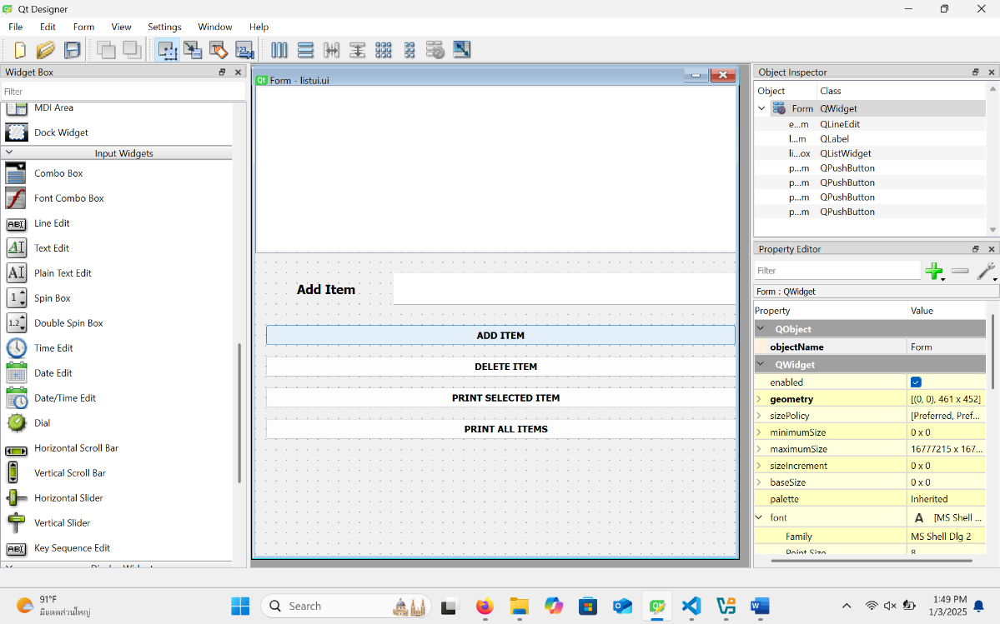 Qt Designer
File Edit Form View Settings Window Help
Widget Box
Filter
MDI Area
Dock Widget
Input Widgets
Combo Box
Font Combo Box
Line Edit
Text Edit
Plain Text Edit
Spin Box
Double Spin Box
Time Edit
Date Edit
Date/Time Edit
Dial
Horizontal Scroll Bar
Vertical Scroll Bar
Horizontal Slider
Vertical Slider
Key Sequence Edit
Qt Form - listui.ui
Add Item
ADD ITEM
DELETE ITEM
PRINT SELECTED ITEM
PRINT ALL ITEMS
Object Inspector
Object Class
Form QWidget
e...m QLineEdit
l...m QLabel
li...ox QListWidget
p...m QPushButton
p...m QPushButton
p...m QPushButton
p...m QPushButton
Property Editor
Filter
Form : QWidget
Property Value
QObject
objectName Form
QWidget
enabled
geometry [(0, 0), 461 x 452]
sizePolicy [Preferred, Pref...
minimumSize 0 x 0
maximumSize 16777215 x 167...
sizeIncrement 0 x 0
baseSize 0 x 0
palette Inherited
font A [MS Shell ...
Family MS Shell Dlg 2
Point Size 8
91°F
มีแดดส่วนใหญ่
Search
1:49 PM
1/3/2025